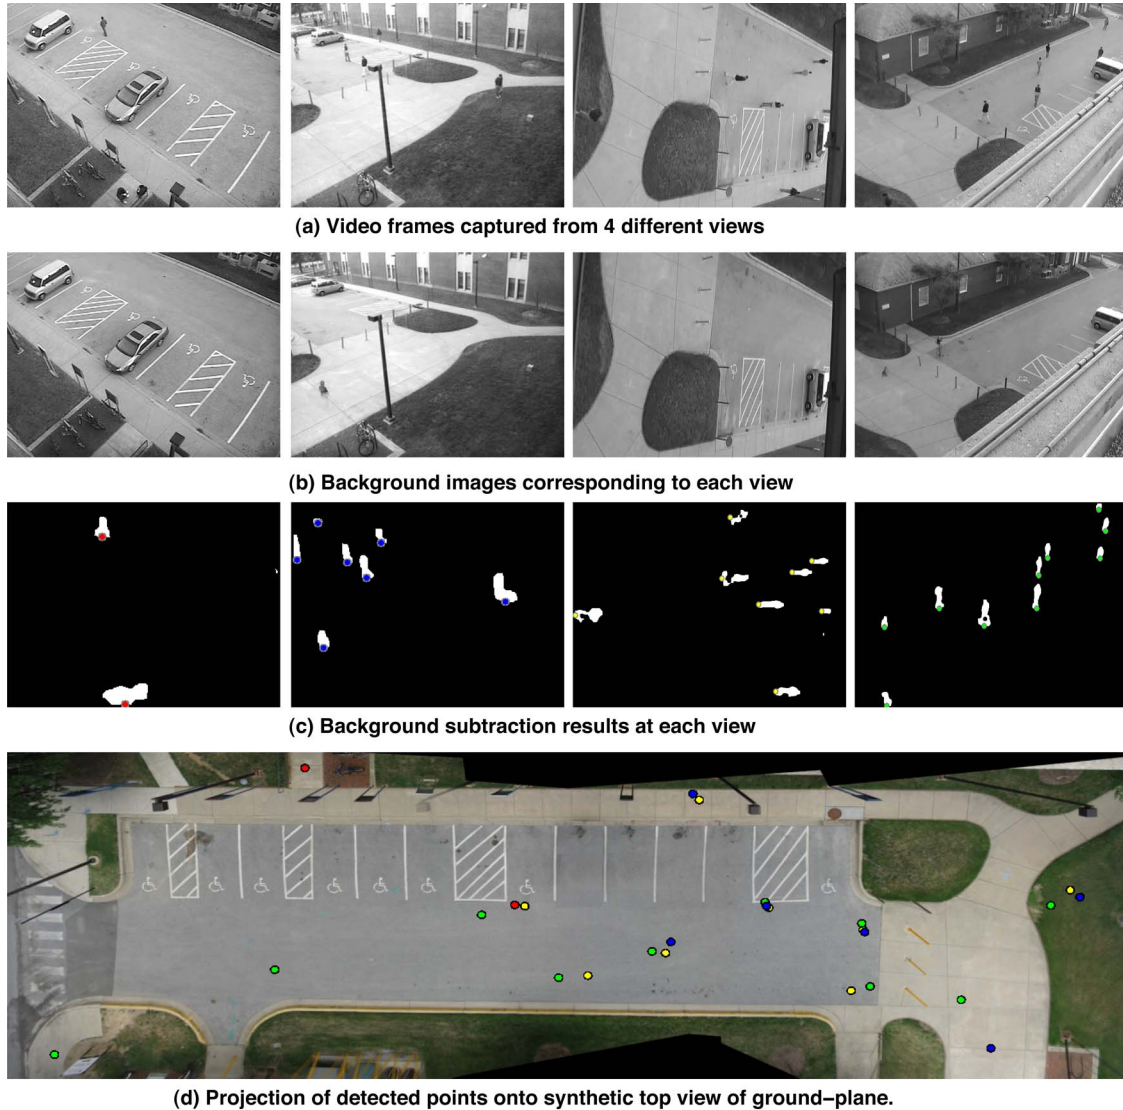 (a) Video frames captured from 4 different views
(b) Background images corresponding to each view
(c) Background subtraction results at each view
(d) Projection of detected points onto synthetic top view of ground−plane.